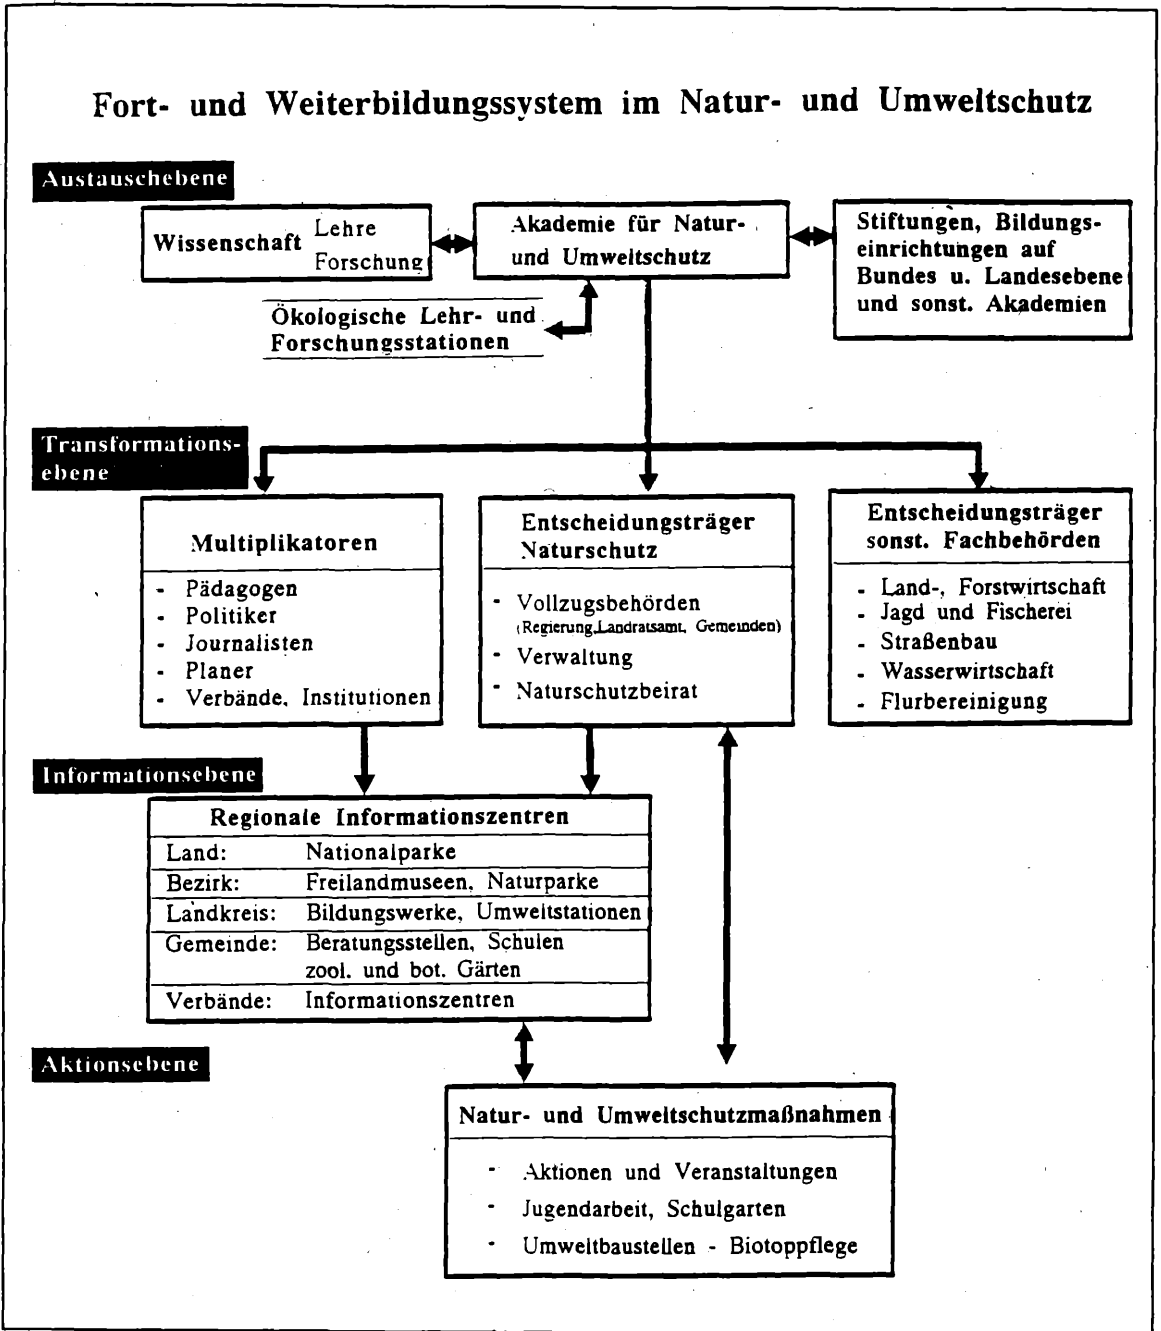 Fort- und Weiterbildungssystem im Natur- und Umweltschutz
Austauschebene
Wissenschaft Lehre
Forschung
Akademie für Natur-
und Umweltschutz
Stiftungen, Bildungs-
einrichtungen auf
Bundes u. Landesebene
und sonst. Akademien
Ökologische Lehr- und
Forschungsstationen
Transformations-
ebene
Multiplikatoren
- Pädagogen
- Politiker
- Journalisten
- Planer
- Verbände, Institutionen
Entscheidungsträger
Naturschutz
- Vollzugsbehörden
(Regierung, Landratsamt, Gemeinden)
- Verwaltung
- Naturschutzbeirat
Entscheidungsträger
sonst. Fachbehörden
- Land-, Forstwirtschaft
- Jagd und Fischerei
- Straßenbau
- Wasserwirtschaft
- Flurbereinigung
Informationsebene
Regionale Informationszentren
Land: Nationalparke
Bezirk: Freilandmuseen, Naturparke
Landkreis: Bildungswerke, Umweltstationen
Gemeinde: Beratungsstellen, Schulen
zool. und bot. Gärten
Verbände: Informationszentren
Aktionsebene
Natur- und Umweltschutzmaßnahmen
- Aktionen und Veranstaltungen
- Jugendarbeit, Schulgarten
- Umweltbaustellen - Biotoppflege